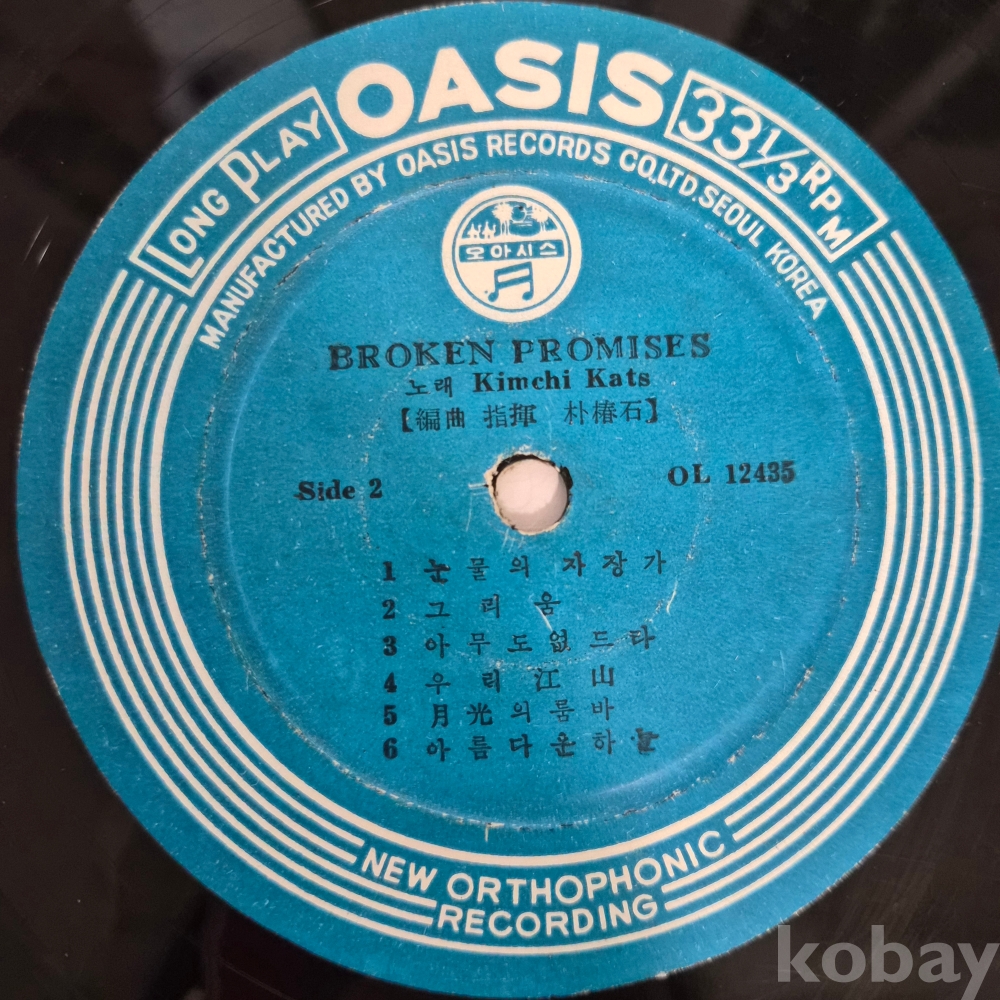 LONG PLAY OASIS 33 1/3 RPM
MANUFACTURED BY OASIS RECORDS CO.,LTD. SEOUL KOREA
오아시스
BROKEN PROMISES
노래 Kimchi Kats
【編曲 指揮 朴椿石】
Side 2
OL 12435
1 눈물의 자장가
2 그리움
3 아무도없드라
4 우리江山
5 月光의룸바
6 아름다운하늘
NEW ORTHOPHONIC
RECORDING
kobay